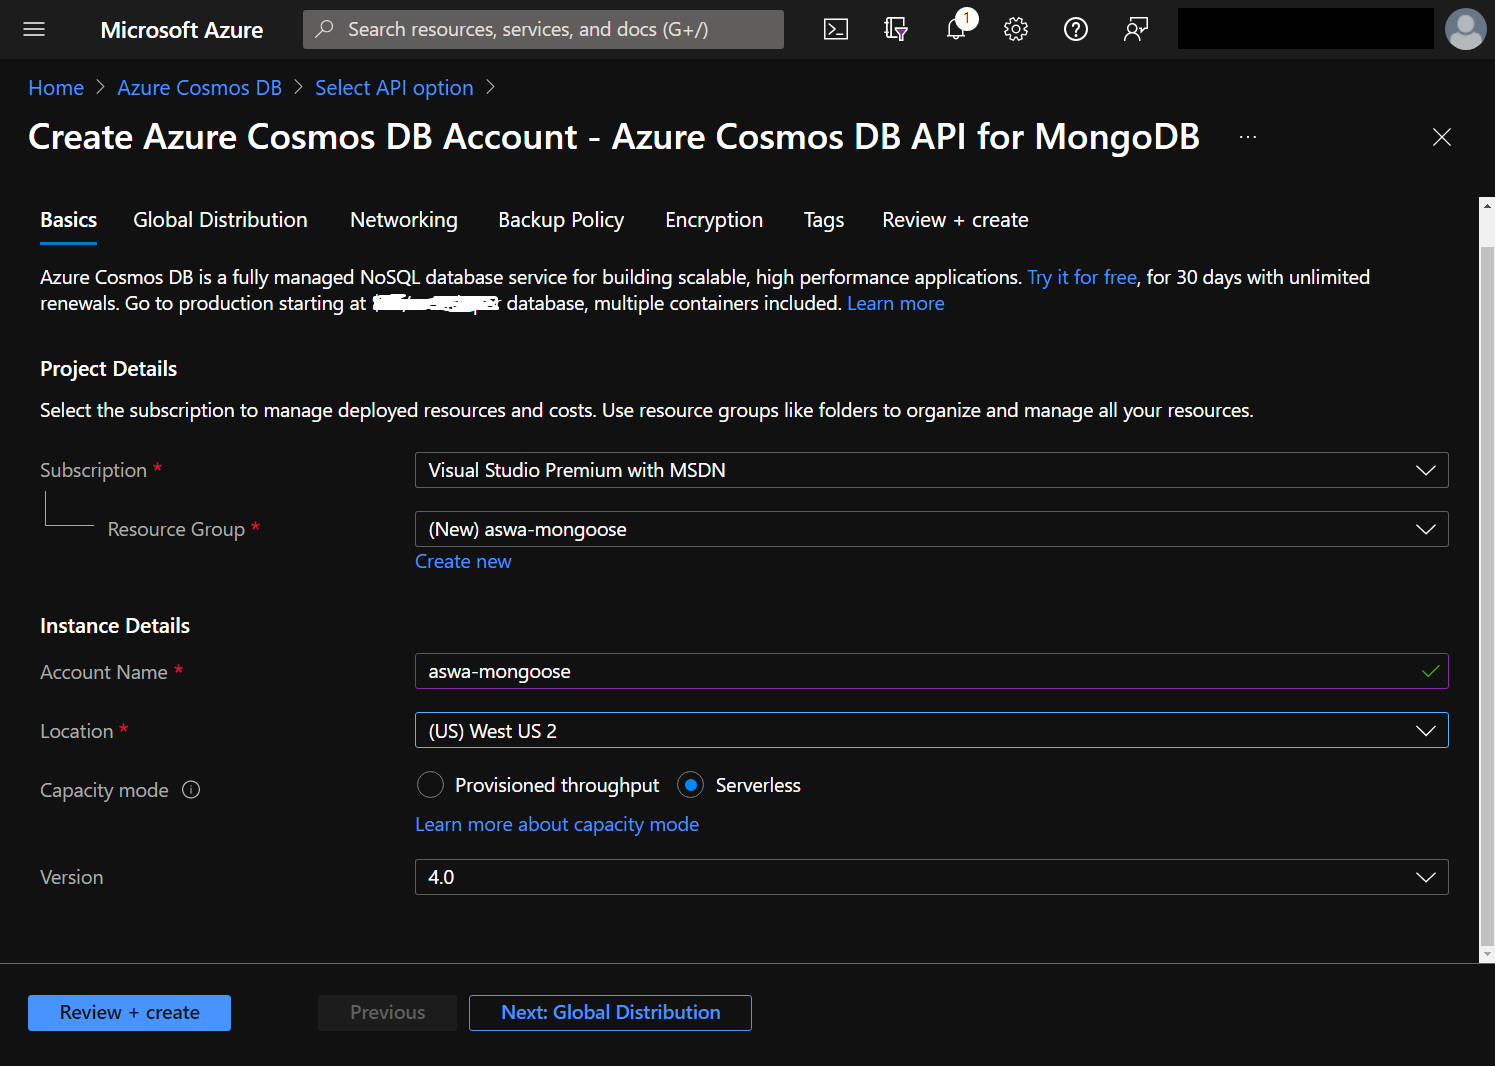 Microsoft Azure
Search resources, services, and docs (G+/)
1
Home > Azure Cosmos DB > Select API option >
Create Azure Cosmos DB Account - Azure Cosmos DB API for MongoDB ...
Basics Global Distribution Networking Backup Policy Encryption Tags Review + create
Azure Cosmos DB is a fully managed NoSQL database service for building scalable, high performance applications. Try it for free, for 30 days with unlimited
renewals. Go to production starting at database, multiple containers included. Learn more
Project Details
Select the subscription to manage deployed resources and costs. Use resource groups like folders to organize and manage all your resources.
Subscription * Visual Studio Premium with MSDN
Resource Group * (New) aswa-mongoose
Create new
Instance Details
Account Name * aswa-mongoose
Location * (US) West US 2
Capacity mode Provisioned throughput Serverless
Learn more about capacity mode
Version 4.0
Review + create Previous Next: Global Distribution